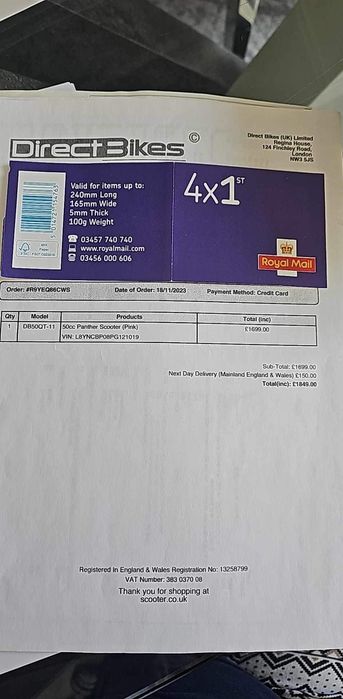 DirectBikes ©
Direct Bikes (UK) Limited
Regina House,
124 Finchley Road,
London
NW3 5JS
Valid for items up to:
240mm Long
165mm Wide
5mm Thick
100g Weight
03457 740 740
www.royalmail.com
03456 000 606
4x1ST
Royal Mail
Order: #R9YEQ86CWS Date of Order: 18/11/2023 Payment Method: Credit Card
Qty Model Products Total (inc)
1 DB50QT-11 50cc Panther Scooter (Pink) £1699.00
VIN: L8YNCBP08PG121019
Sub-Total: £1699.00
Next Day Delivery (Mainland England & Wales) £150.00
Total(inc): £1849.00
Registered In England & Wales Registration No: 13258799
VAT Number: 383 0370 08
Thank you for shopping at
scooter.co.uk